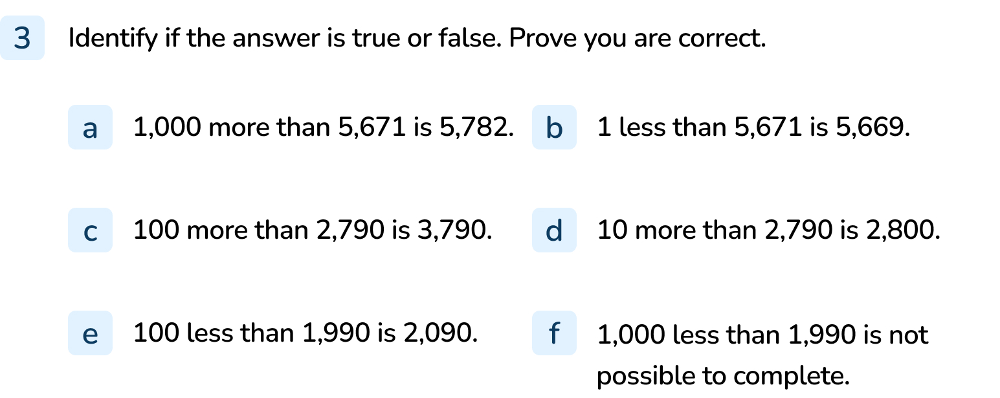 3 Identify if the answer is true or false. Prove you are correct.
a 1,000 more than 5,671 is 5,782.
b 1 less than 5,671 is 5,669.
c 100 more than 2,790 is 3,790.
d 10 more than 2,790 is 2,800.
e 100 less than 1,990 is 2,090.
f 1,000 less than 1,990 is not
possible to complete.